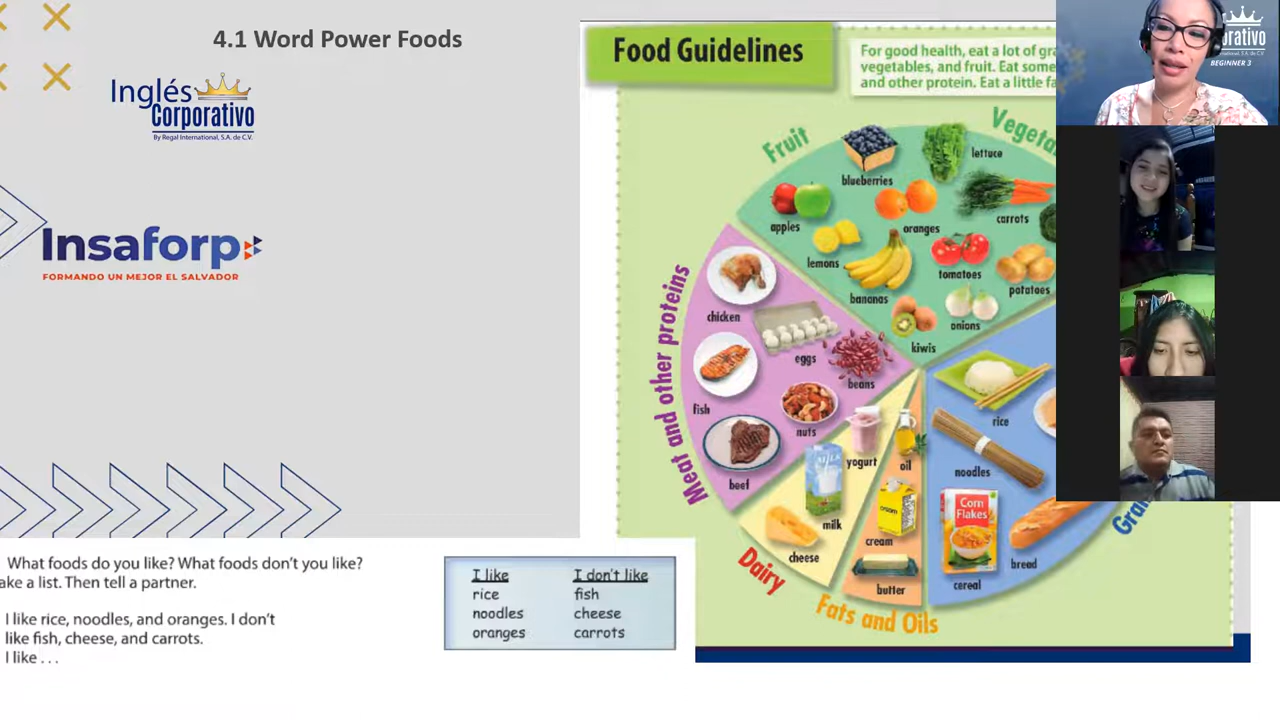 4.1 Word Power Foods
Inglés
Corporativo
By Regal International, S.A. de C.V.
Insaforp
FORMANDO UN MEJOR EL SALVADOR
Food Guidelines
For good health, eat a lot of
vegetables, and fruit. Eat some
and other protein. Eat a little
BEGINNER 3
Fruit
blueberries
lettuce
apples
oranges
carrots
lemons
tomatoes
bananas
potatoes
onions
kiwis
Meat and other proteins
chicken
eggs
beans
fish
nuts
beef
rice
noodles
Corn
Flakes
cereal
bread
yogurt
oil
MILK
milk
cheese
Dairy
cream
butter
Fats and Oils
What foods do you like? What foods don't you like?
ake a list. Then tell a partner.
I like rice, noodles, and oranges. I don't
like fish, cheese, and carrots.
I like . . .
I like I don't like
rice fish
noodles cheese
oranges carrots